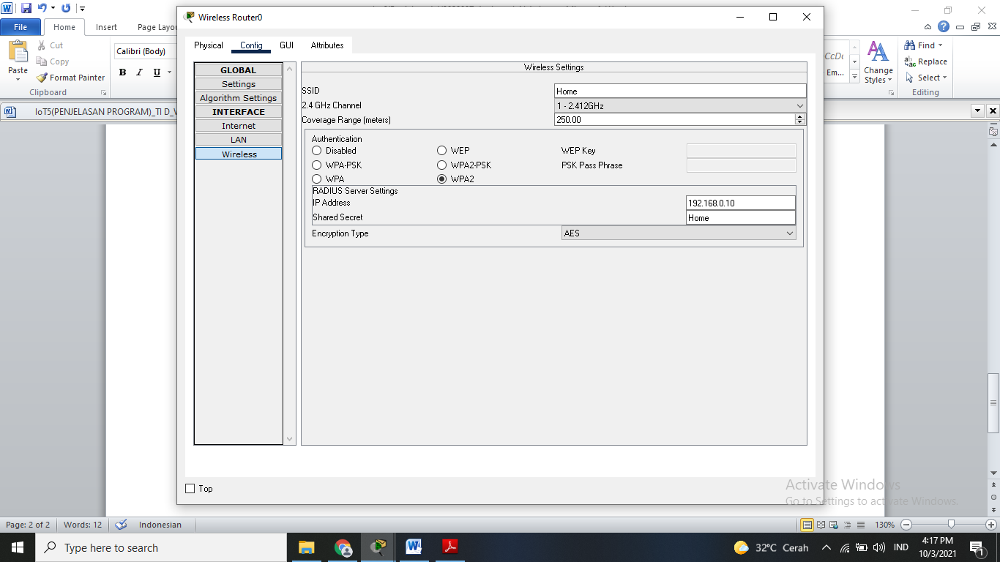 Wireless Router0
File
Home
Insert
Page Layou
Paste
Cut
Copy
Format Painter
Clipboard
Calibri (Body)
B I U
CcDc
Em...
Change
Styles
Find
Replace
Select
Editing
IoT5(PENJELASAN PROGRAM)_TI D_V
Physical
Config
GUI
Attributes
GLOBAL
Settings
Algorithm Settings
INTERFACE
Internet
LAN
Wireless
Wireless Settings
SSID Home
2.4 GHz Channel 1 - 2.412GHz
Coverage Range (meters) 250.00
Authentication
Disabled WEP WEP Key
WPA-PSK WPA2-PSK PSK Pass Phrase
WPA WPA2
RADIUS Server Settings
IP Address 192.168.0.10
Shared Secret Home
Encryption Type AES
Top
Activate Windows
Go to Settings to activate Windows.
Page: 2 of 2 Words: 12 Indonesian 130%
Type here to search
32°C Cerah
IND
4:17 PM
10/3/2021
1